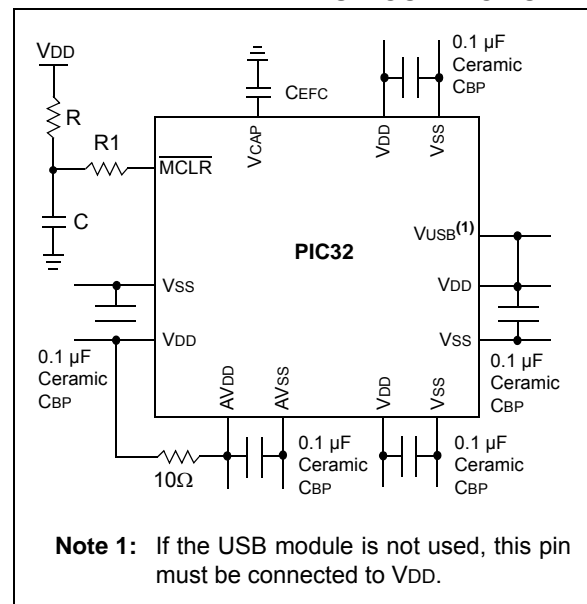 VDD
R
R1
MCLR
C
CEFC
VCAP
VDD
VSS
0.1 µF
Ceramic
CBP
PIC32
VUSB(1)
VDD
VSS
0.1 µF
Ceramic
CBP
VSS
VDD
0.1 µF
Ceramic
CBP
10Ω
AVDD
AVSS
0.1 µF
Ceramic
CBP
VDD
VSS
0.1 µF
Ceramic
CBP
Note 1: If the USB module is not used, this pin
must be connected to VDD.